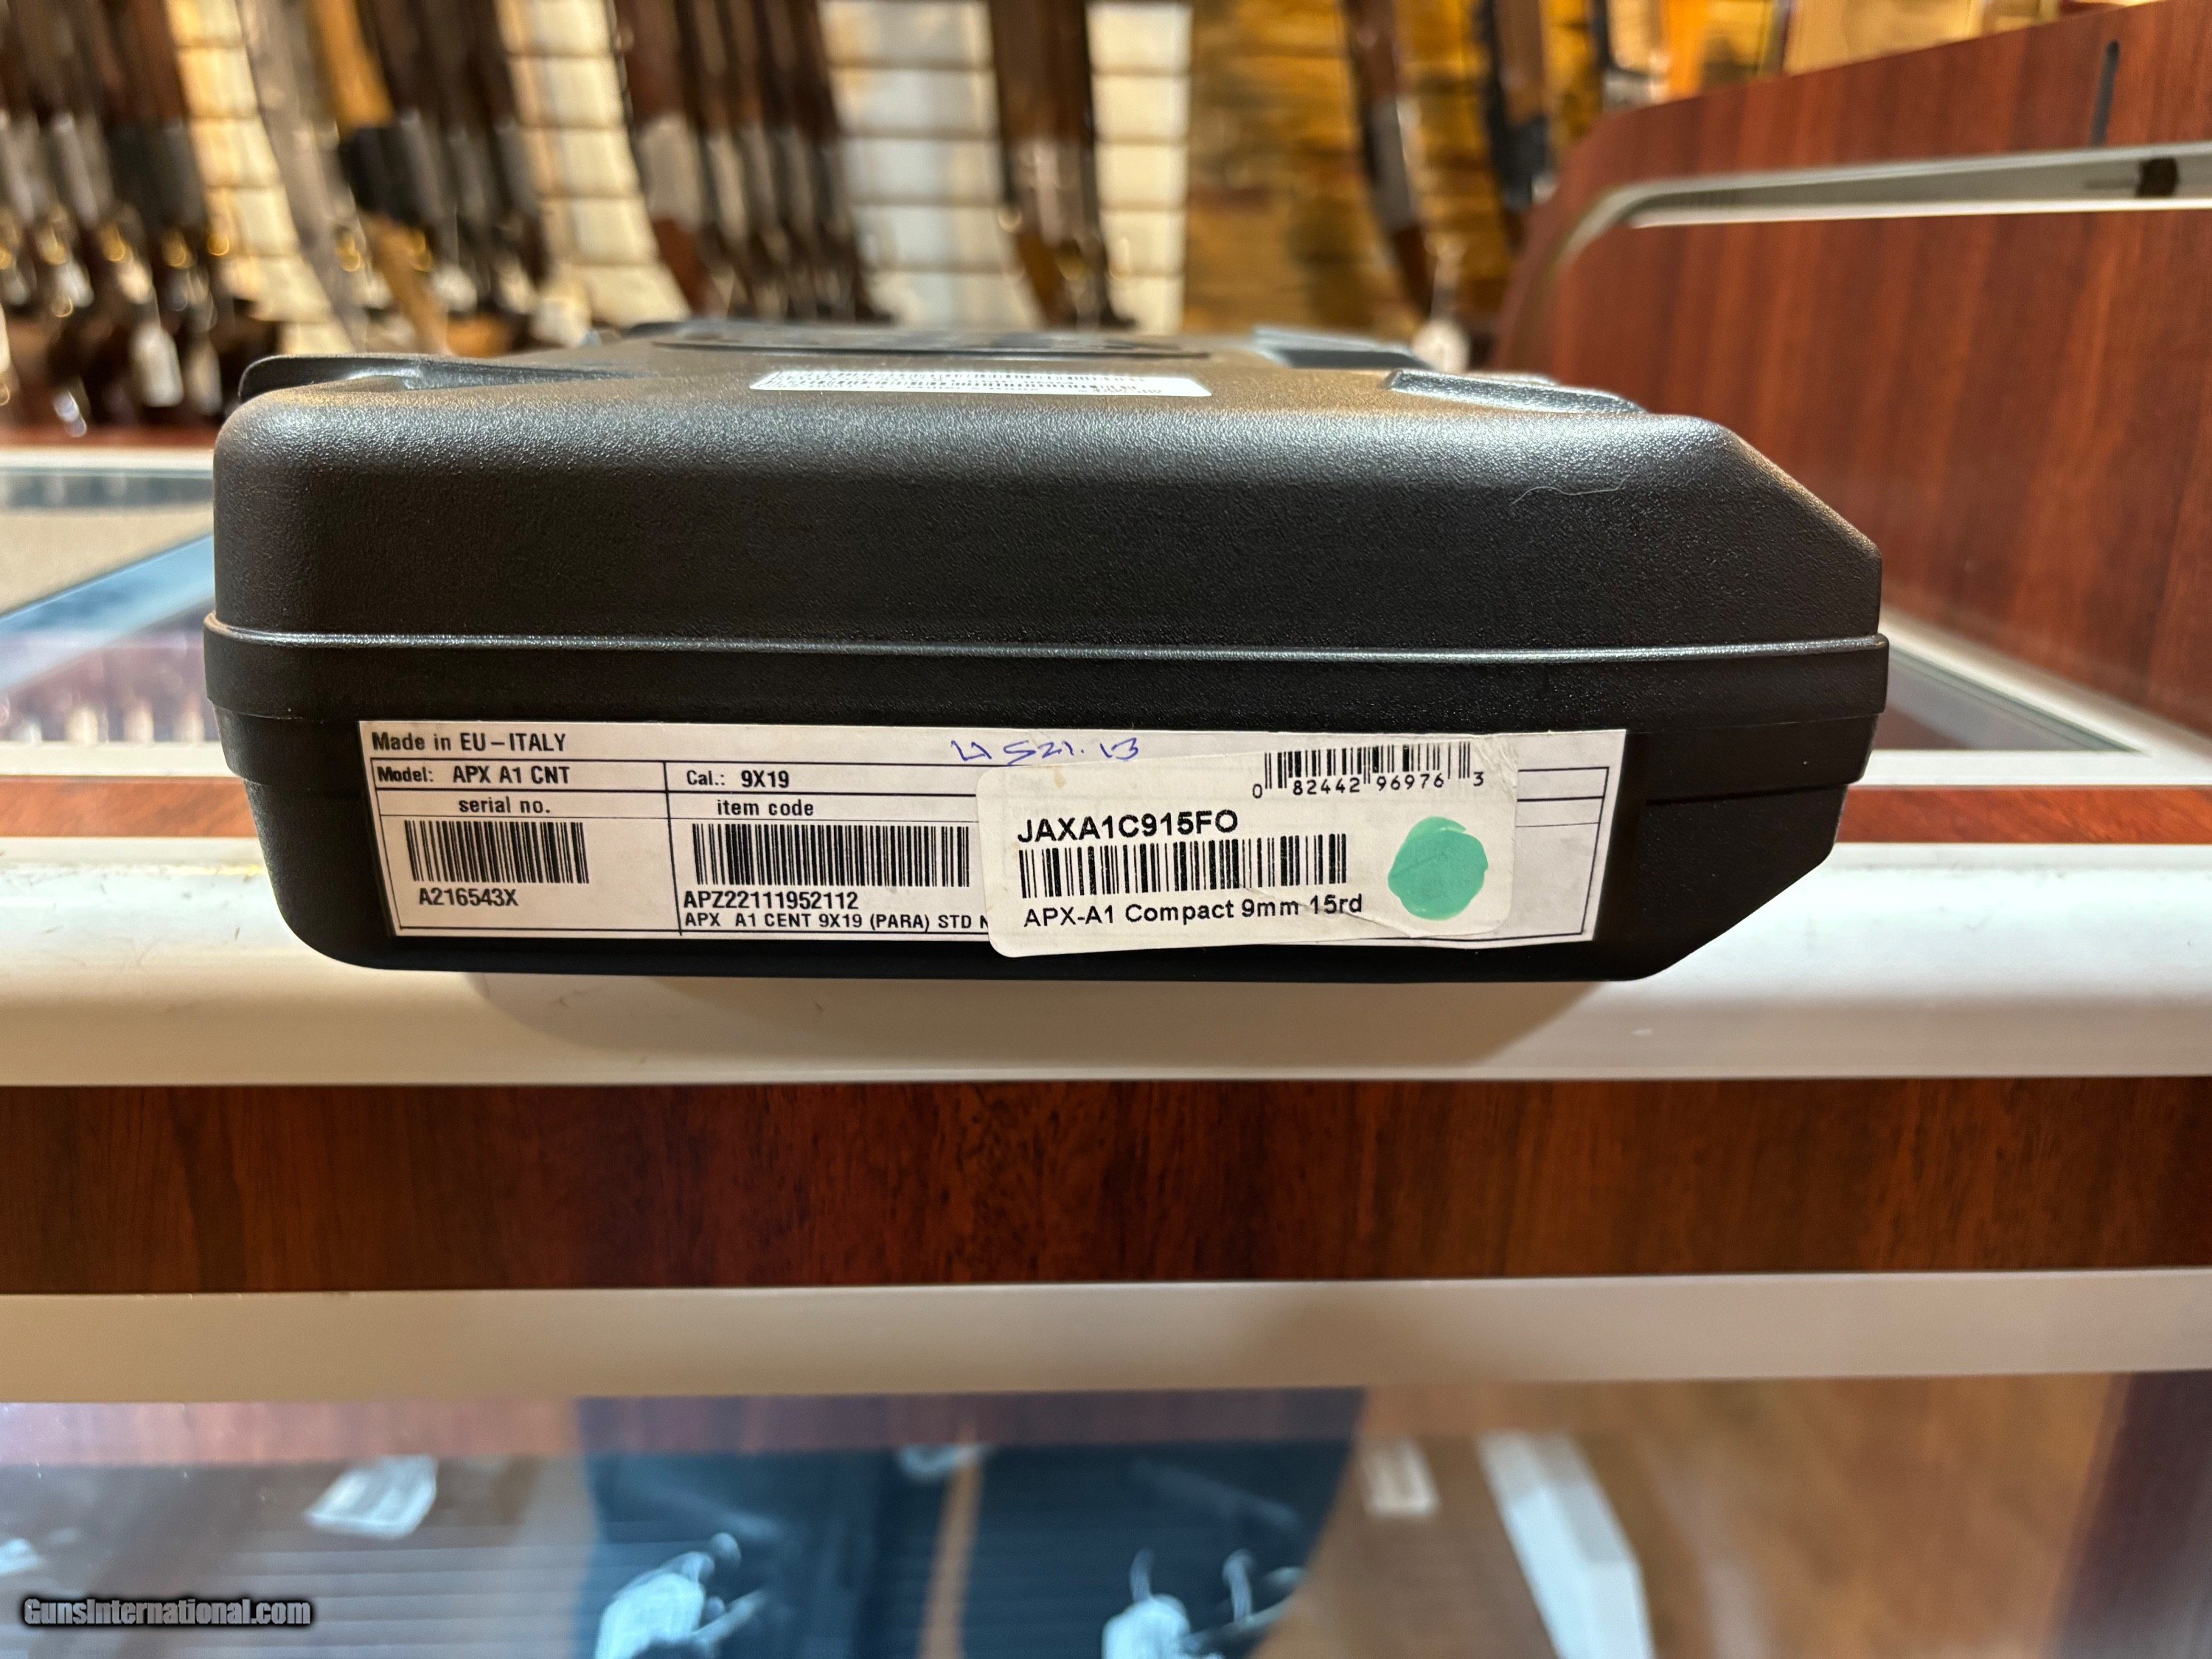 Made in EU-ITALY
Model: APX A1 CNT
Cal.: 9X19
serial no.
item code
A216543X
APZ22111952112
APX A1 CENT 9X19 (PARA) STD
0 82442 96976 3
JAXA1C915FO
APX-A1 Compact 9mm 15rd
GunsInternational.com